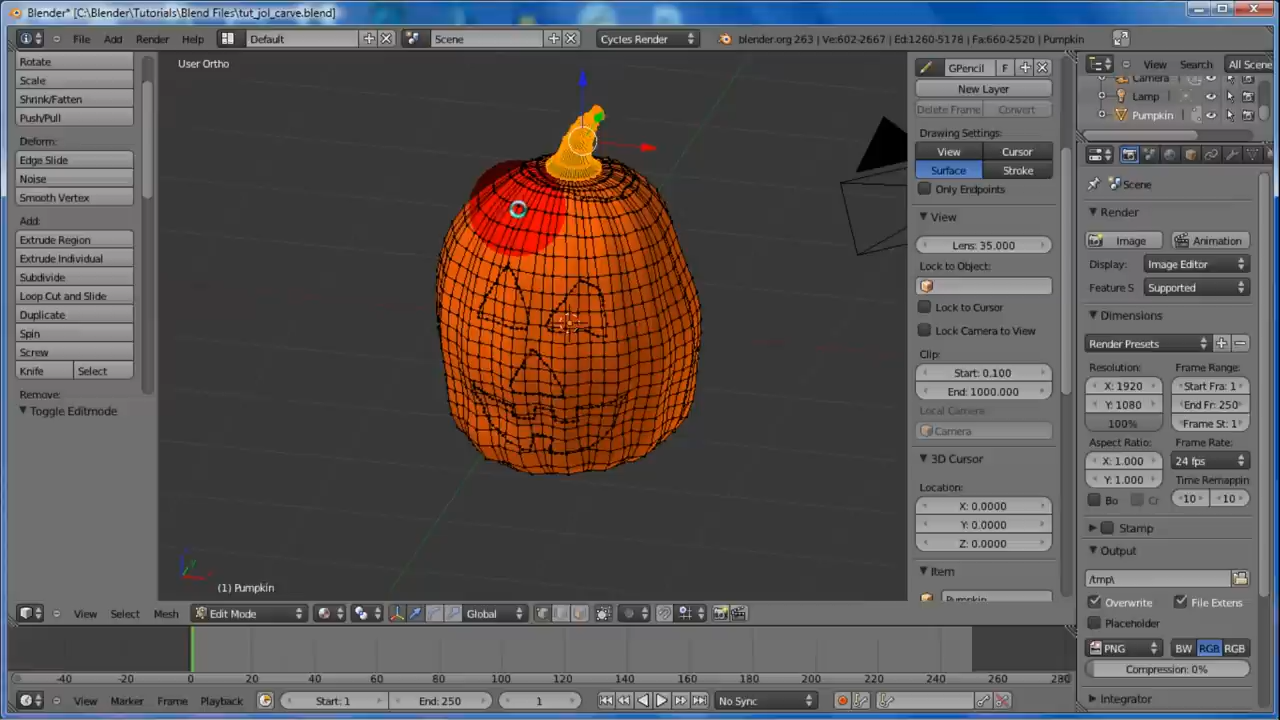 Blender* [C:\Blender\Tutorials\Blend Files\tut_jol_carve.blend]
File Add Render Help Default Scene Cycles Render blender.org 263 | Ve:602-2667 | Ed:1260-5178 | Fa:660-2520 | Pumpkin
Rotate
Scale
Shrink/Fatten
Push/Pull
Deform:
Edge Slide
Noise
Smooth Vertex
Add:
Extrude Region
Extrude Individual
Subdivide
Loop Cut and Slide
Duplicate
Spin
Screw
Knife Select
Remove:
Toggle Editmode
User Ortho
(1) Pumpkin
GPencil F
New Layer
Delete Frame Convert
Drawing Settings:
View Cursor
Surface Stroke
Only Endpoints
View
Lens: 35.000
Lock to Object:
Lock to Cursor
Lock Camera to View
Clip:
Start: 0.100
End: 1000.000
Local Camera
Camera
3D Cursor
Location:
X: 0.0000
Y: 0.0000
Z: 0.0000
Item
Pumpkin
View Search All Scene
Camera
Lamp
Pumpkin
Scene
Render
Image Animation
Display: Image Editor
Feature S Supported
Dimensions
Render Presets
Resolution: Frame Range:
X: 1920 Start Fra: 1
Y: 1080 End Fr: 250
100% Frame St: 1
Aspect Ratio: Frame Rate:
X: 1.000 24 fps
Y: 1.000 Time Remappin
Bo Cr 10 10
Stamp
Output
/tmp\
Overwrite File Extens
Placeholder
PNG BW RGB RGB
Compression: 0%
Integrator
View Select Mesh Edit Mode Global
-40 -20 0 20 40 60 80 100 120 140 160 180 200 220 240 260 280
View Marker Frame Playback Start: 1 End: 250 1 No Sync